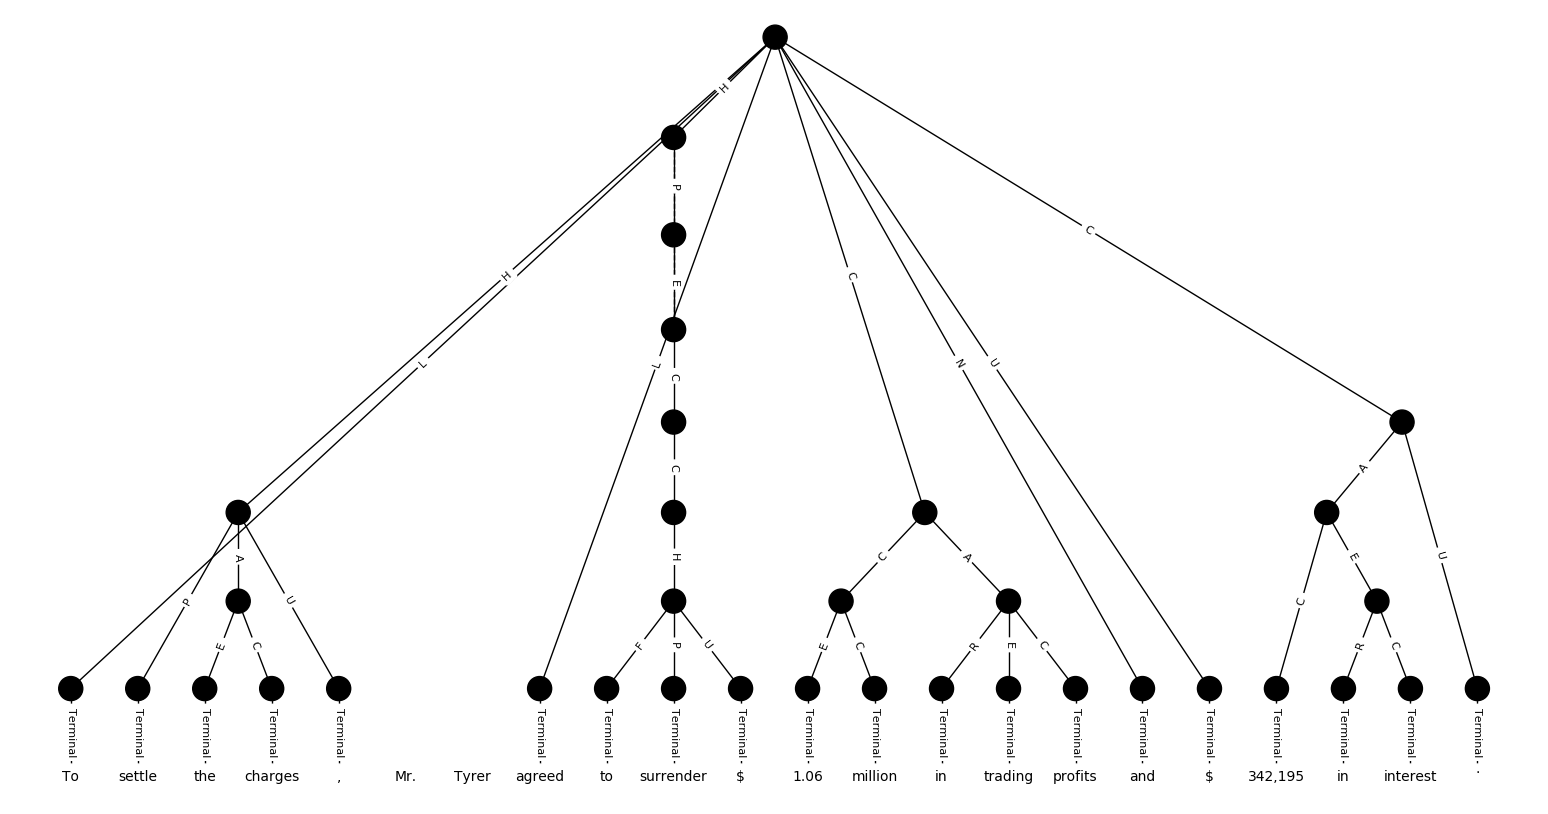 H
P
H
E
C
C
L
L
C
N
U
C
A
H
A
C
A
E
U
P
U
C
E
C
F
P
U
E
C
R
E
C
R
C
Terminal Terminal Terminal Terminal Terminal Terminal Terminal Terminal Terminal Terminal Terminal Terminal Terminal Terminal Terminal Terminal Terminal Terminal Terminal Terminal
To settle the charges , Mr. Tyrer agreed to surrender $ 1.06 million in trading profits and $ 342,195 in interest .